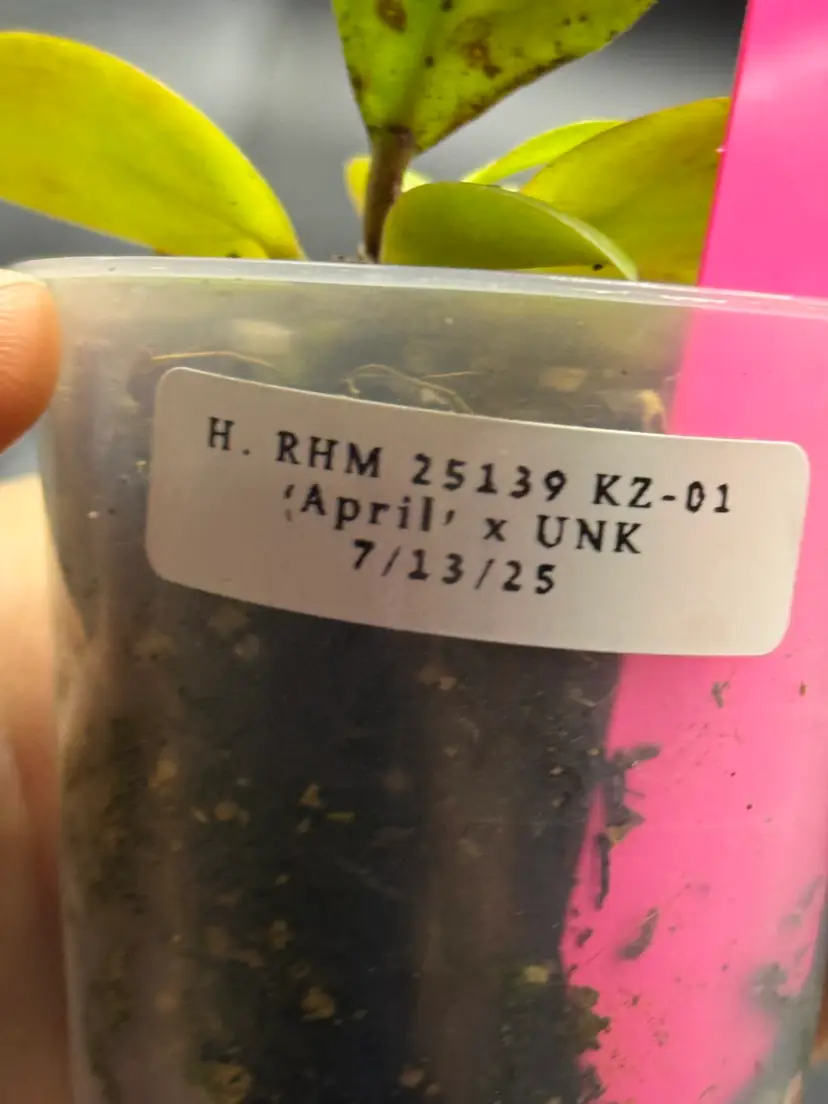 H. RHM 25139 KZ-01
'April' x UNK
7/13/25